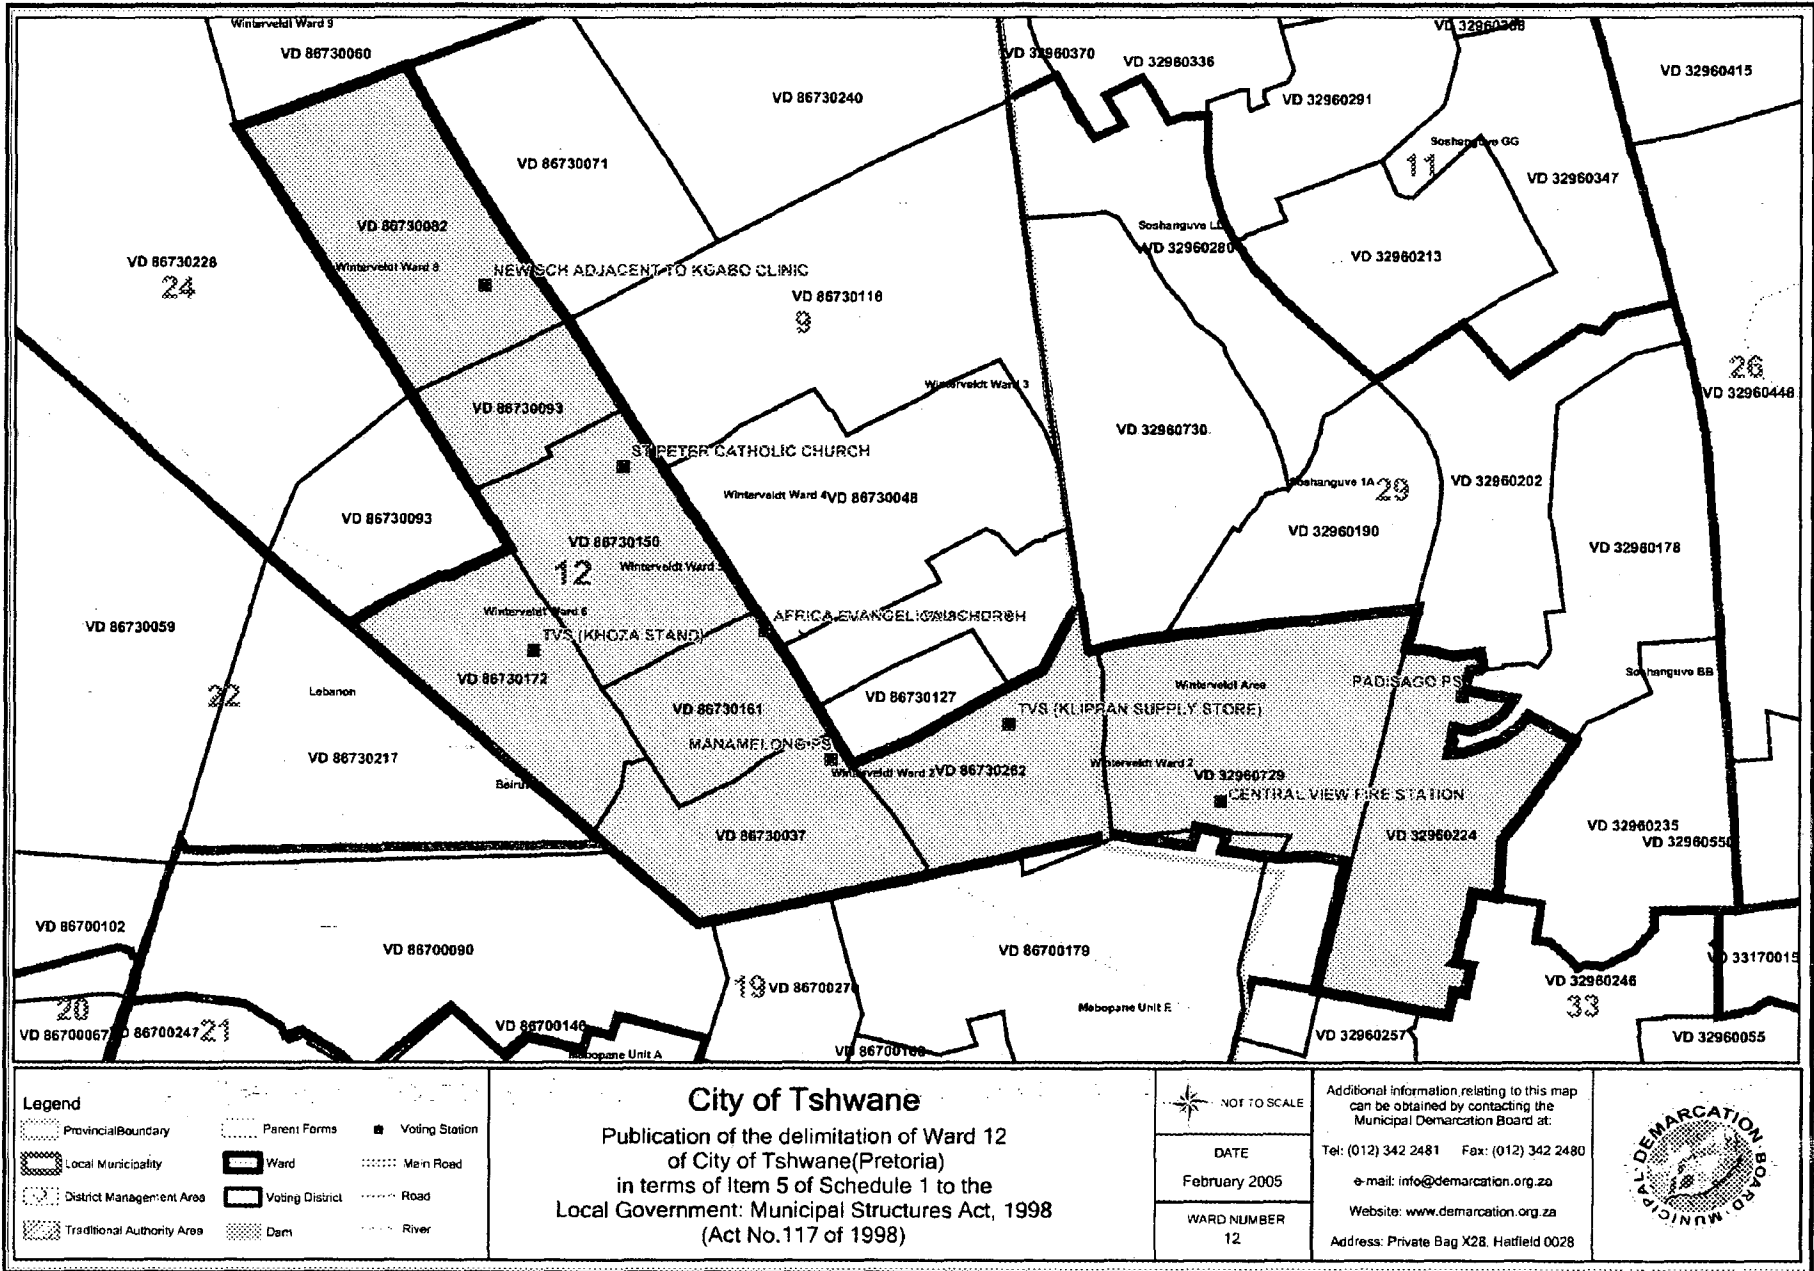 Winterveldt Ward 9
VD 86730060
VD 86730240
VD 32960370
VD 32960336
VD 32960415
VD 32960291
VD 86730071
Soshanguve GG
11
VD 32960347
VD 86730082
VD 86730228
24
Winterveldt Ward 8
NEW SCH ADJACENT TO KGABO CLINIC
VD 86730116
9
VD 32960280
VD 32960213
26
VD 32960448
Winterveldt Ward 3
VD 86730093
VD 32960730
ST PETER CATHOLIC CHURCH
Winterveldt Ward 4
VD 86730048
Soshanguve 1A
29
VD 32960202
VD 86730093
VD 32960190
VD 86730150
VD 32960178
12
Winterveldt Ward
Winterveldt Ward 6
AFRICA EVANGELICAL CHURCH
VD 86730059
TVS (KHOZA STAND)
VD 86730172
22
Lebanon
VD 86730127
Winterveldt Area
PADISAGO PS
Soshanguve BB
VD 86730161
TVS (KLIPPAN SUPPLY STORE)
MANAMELONG PS
VD 86730217
Winterveldt Ward 2
VD 86730262
Winterveldt Ward 2
VD 32960729
Beirut
CENTRAL VIEW FIRE STATION
VD 86730037
VD 32960224
VD 32960235
VD 32960550
VD 86700102
VD 86700090
VD 86700179
VD 33170015
19
VD 32960246
20
Mabopane Unit E
33
VD 86700067
VD 86700247
21
VD 86700146
Mabopane Unit A
VD 32960257
VD 32960055
Legend
ProvincialBoundary
Local Municipality
District Management Area
Traditional Authority Area
Parent Farms
Ward
Voting District
Dam
Voting Station
Main Road
Road
River
City of Tshwane
Publication of the delimitation of Ward 12
of City of Tshwane(Pretoria)
in terms of Item 5 of Schedule 1 to the
Local Government: Municipal Structures Act, 1998
(Act No.117 of 1998)
NOT TO SCALE
DATE
February 2005
WARD NUMBER
12
Additional information relating to this map
can be obtained by contacting the
Municipal Demarcation Board at:
Tel: (012) 342 2481 Fax: (012) 342 2480
e-mail: info@demarcation.org.za
Website: www.demarcation.org.za
Address: Private Bag X28, Hatfield 0028
MUNICIPAL DEMARCATION BOARD